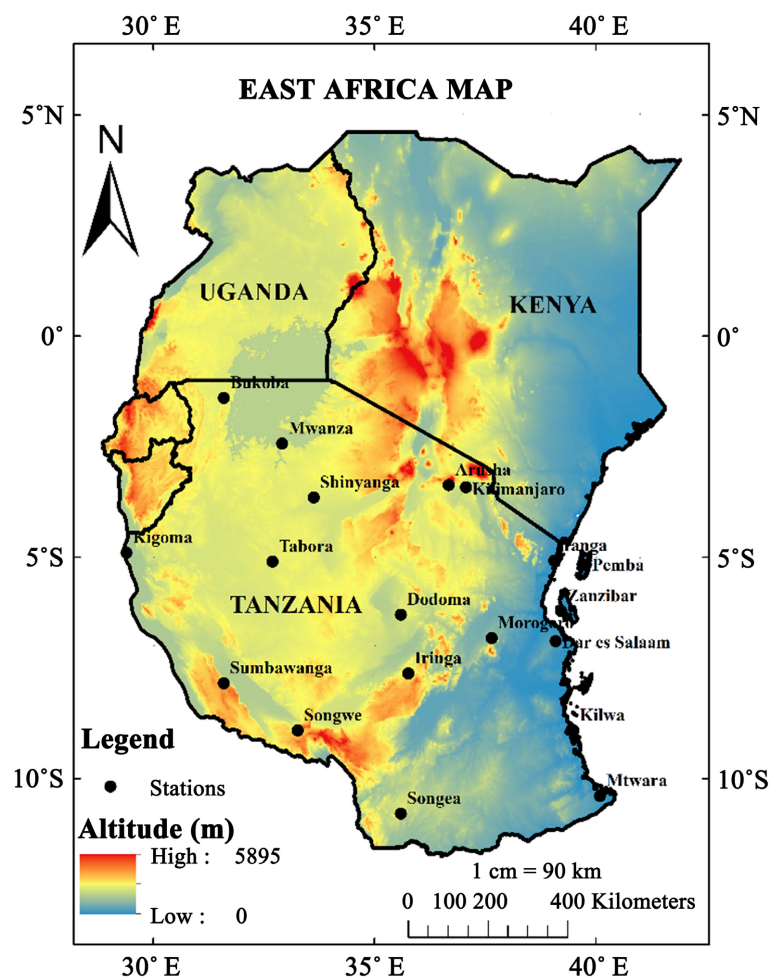 30° E 35° E 40° E
EAST AFRICA MAP
5°N 5°N
N
UGANDA
KENYA
0° 0°
Bukoba
Mwanza
Arusha
Shinyanga
Kilimanjaro
Kigoma
Tabora
Tanga
5°S 5°S
Pemba
Zanzibar
Dodoma
TANZANIA
Morogoro
Dar es Salaam
Iringa
Sumbawanga
Songwe
Kilwa
Legend
10°S 10°S
Mtwara
Stations
Songea
Altitude (m)
High : 5895
1 cm = 90 km
0 100 200 400 Kilometers
Low : 0
30° E 35° E 40° E